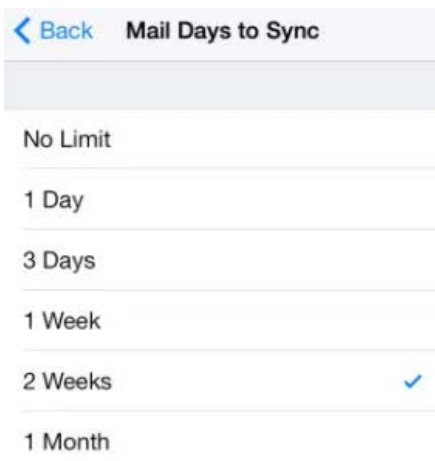 Back Mail Days to Sync
No Limit
1 Day
3 Days
1 Week
2 Weeks
1 Month